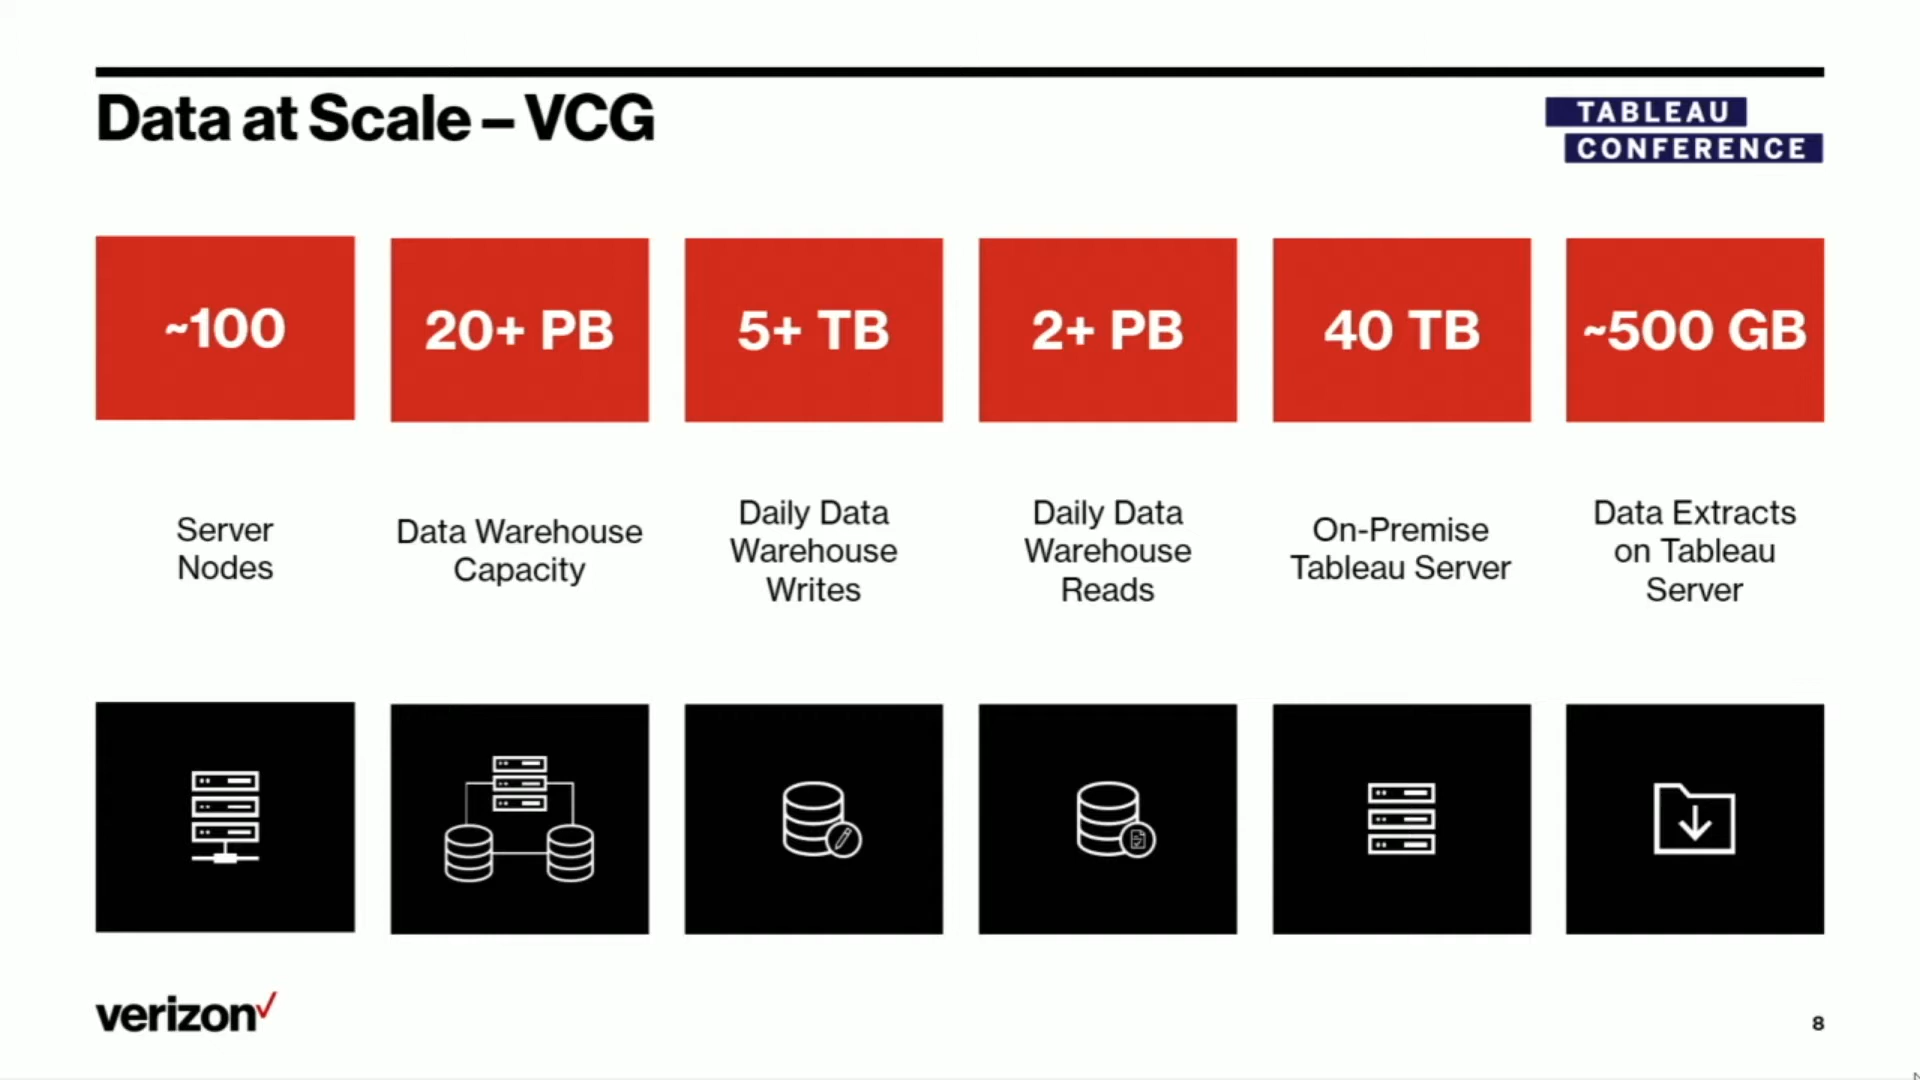 Data at Scale – VCG
TABLEAU
CONFERENCE
~100
20+ PB
5+ TB
2+ PB
40 TB
~500 GB
Server
Nodes
Data Warehouse
Capacity
Daily Data
Warehouse
Writes
Daily Data
Warehouse
Reads
On-Premise
Tableau Server
Data Extracts
on Tableau
Server
verizon
8